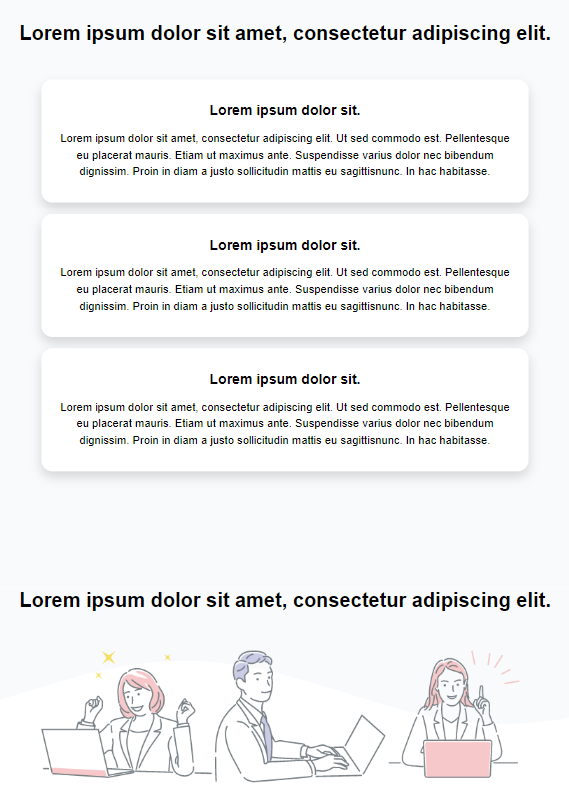 Lorem ipsum dolor sit amet, consectetur adipiscing elit.
Lorem ipsum dolor sit.
Lorem ipsum dolor sit amet, consectetur adipiscing elit. Ut sed commodo est. Pellentesque
eu placerat mauris. Etiam ut maximus ante. Suspendisse varius dolor nec bibendum
dignissim. Proin in diam a justo sollicitudin mattis eu sagittisnunc. In hac habitasse.
Lorem ipsum dolor sit.
Lorem ipsum dolor sit amet, consectetur adipiscing elit. Ut sed commodo est. Pellentesque
eu placerat mauris. Etiam ut maximus ante. Suspendisse varius dolor nec bibendum
dignissim. Proin in diam a justo sollicitudin mattis eu sagittisnunc. In hac habitasse.
Lorem ipsum dolor sit.
Lorem ipsum dolor sit amet, consectetur adipiscing elit. Ut sed commodo est. Pellentesque
eu placerat mauris. Etiam ut maximus ante. Suspendisse varius dolor nec bibendum
dignissim. Proin in diam a justo sollicitudin mattis eu sagittisnunc. In hac habitasse.
Lorem ipsum dolor sit amet, consectetur adipiscing elit.